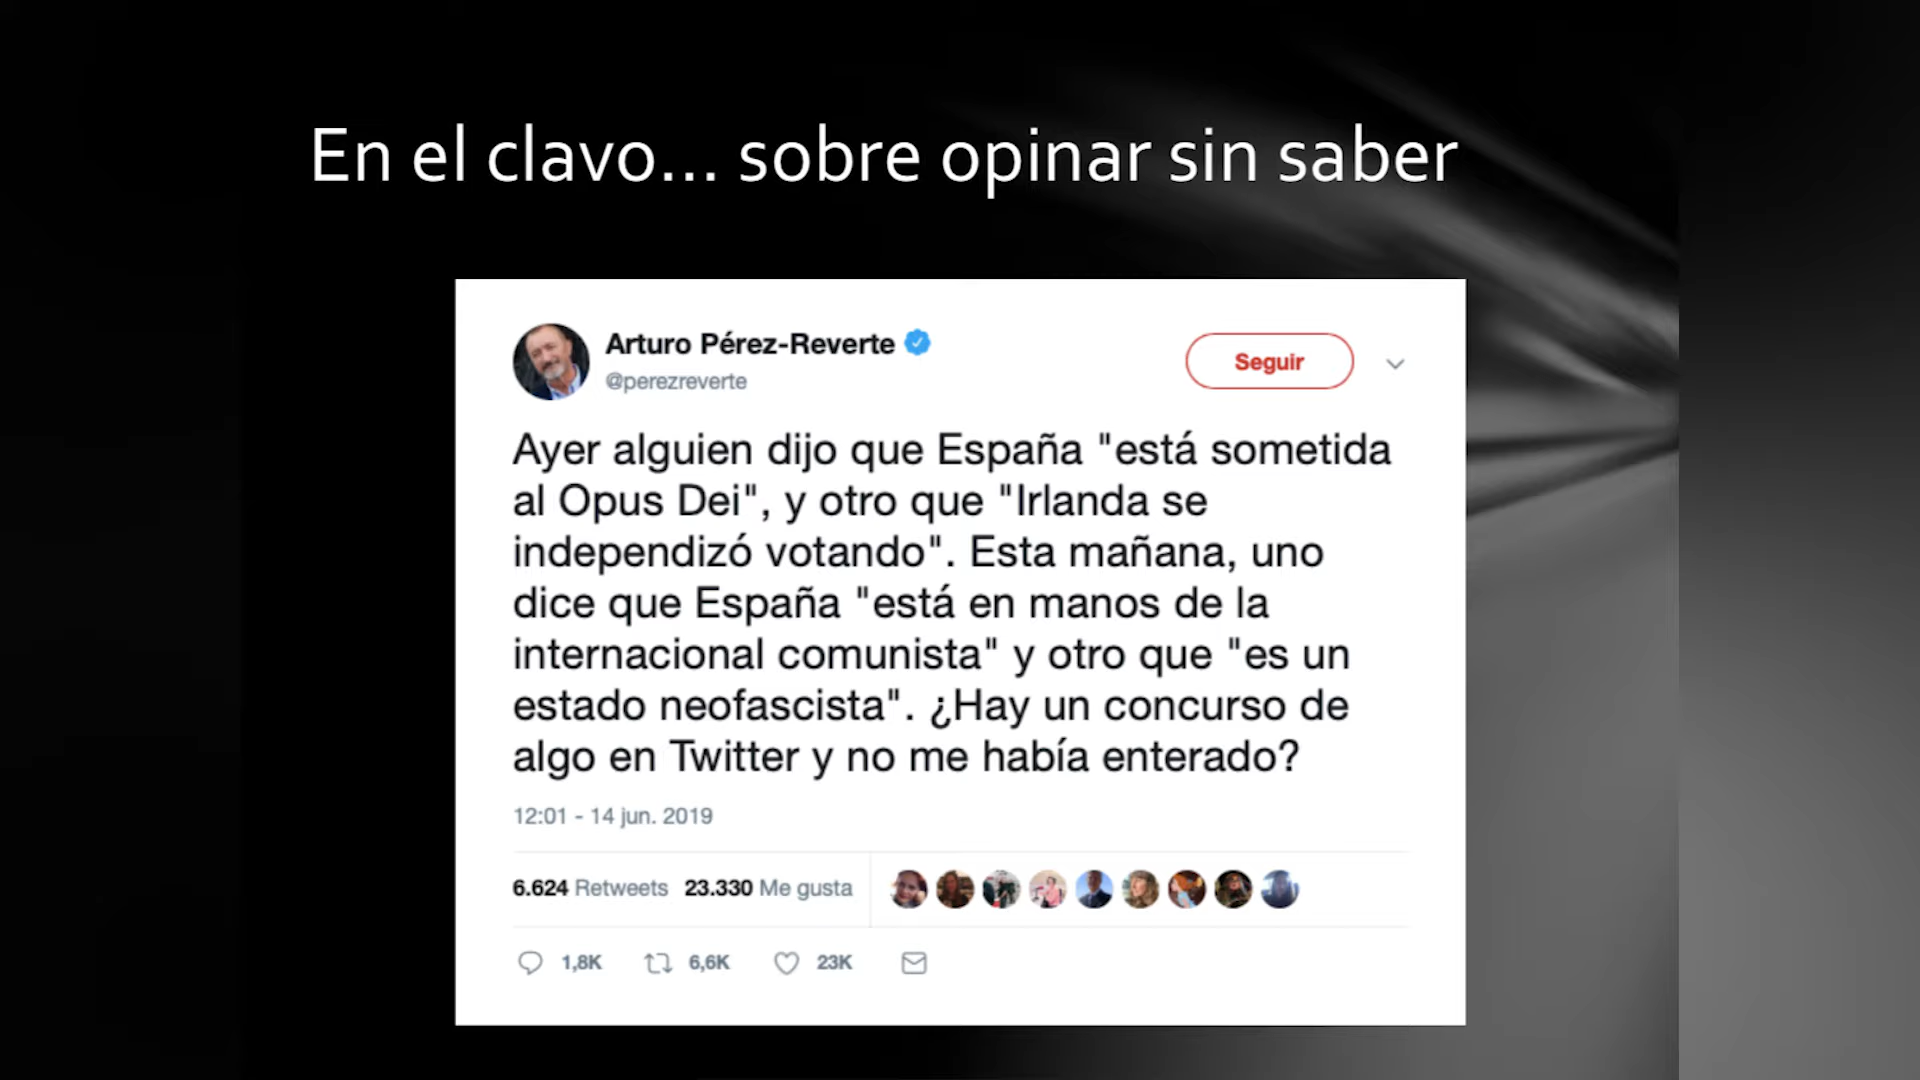 En el clavo... sobre opinar sin saber
Arturo Pérez-Reverte
@perezreverte
Seguir
Ayer alguien dijo que España "está sometida
al Opus Dei", y otro que "Irlanda se
independizó votando". Esta mañana, uno
dice que España "está en manos de la
internacional comunista" y otro que "es un
estado neofascista". ¿Hay un concurso de
algo en Twitter y no me había enterado?
12:01 - 14 jun. 2019
6.624 Retweets 23.330 Me gusta
1,8K 6,6K 23K